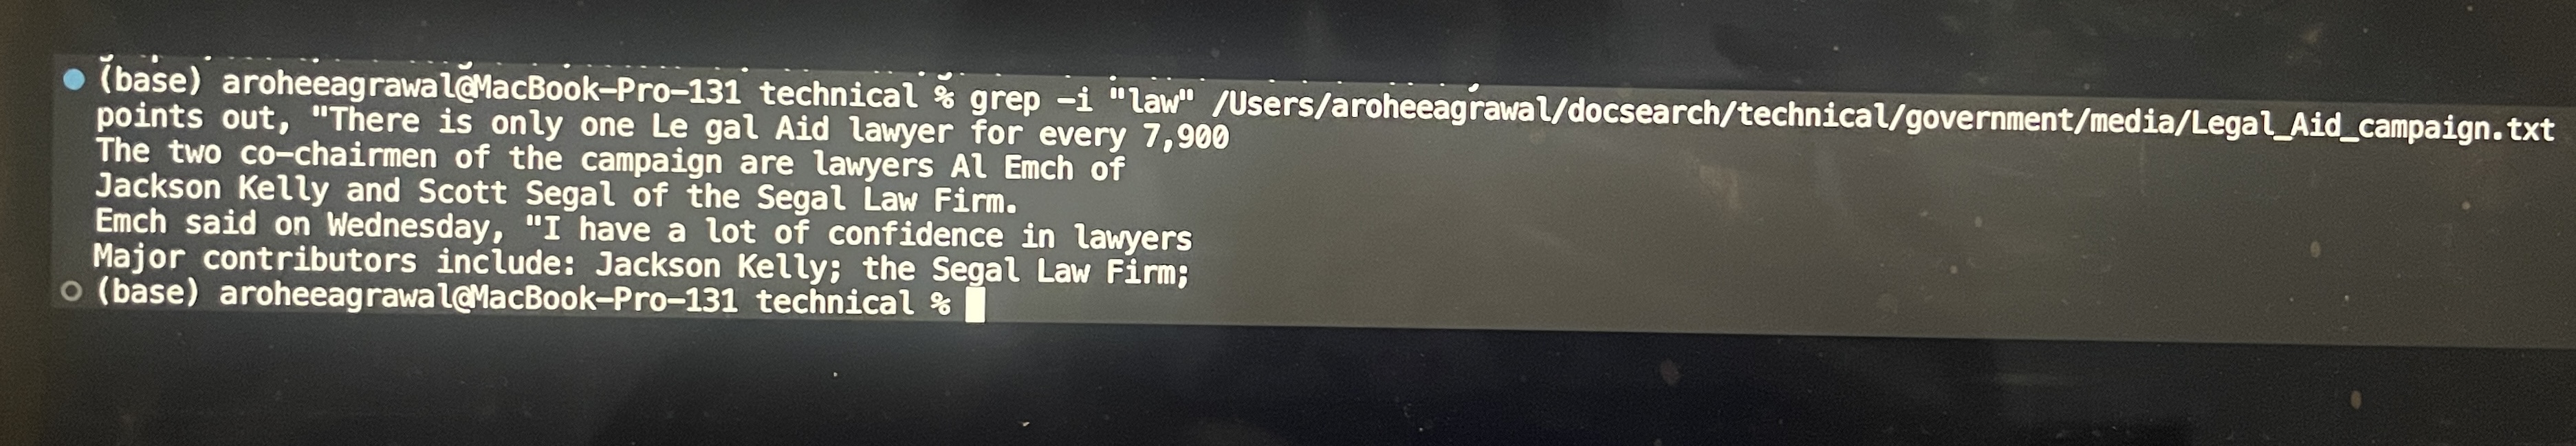 (base) aroheeagrawal@MacBook-Pro-131 technical % grep -i "law" /Users/aroheeagrawal/docsearch/technical/government/media/Legal_Aid_campaign.txt
points out, "There is only one Le gal Aid lawyer for every 7,900
The two co-chairmen of the campaign are lawyers Al Emch of
Jackson Kelly and Scott Segal of the Segal Law Firm.
Emch said on Wednesday, "I have a lot of confidence in lawyers
Major contributors include: Jackson Kelly; the Segal Law Firm;
(base) aroheeagrawal@MacBook-Pro-131 technical %